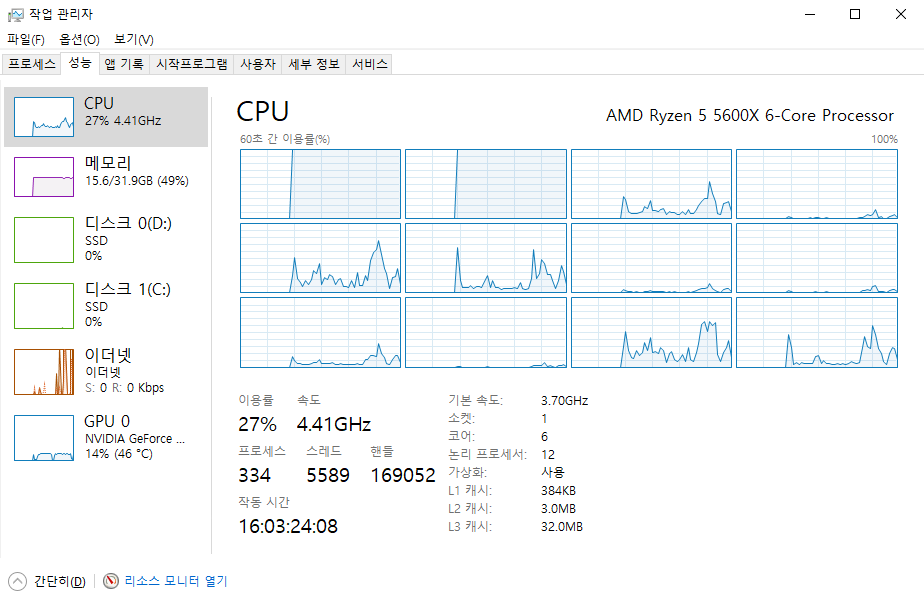 작업 관리자
파일(F) 옵션(O) 보기(V)
프로세스 성능 앱 기록 시작프로그램 사용자 세부 정보 서비스
CPU
27% 4.41GHz
메모리
15.6/31.9GB (49%)
디스크 0(D:)
SSD
0%
디스크 1(C:)
SSD
0%
이더넷
이더넷
S: 0 R: 0 Kbps
GPU 0
NVIDIA GeForce ...
14% (46 °C)
CPU
AMD Ryzen 5 5600X 6-Core Processor
60초 간 이용률(%)
100%
이용률 속도
27% 4.41GHz
프로세스 스레드 핸들
334 5589 169052
작동 시간
16:03:24:08
기본 속도: 3.70GHz
소켓: 1
코어: 6
논리 프로세서: 12
가상화: 사용
L1 캐시: 384KB
L2 캐시: 3.0MB
L3 캐시: 32.0MB
간단히(D)
리소스 모니터 열기